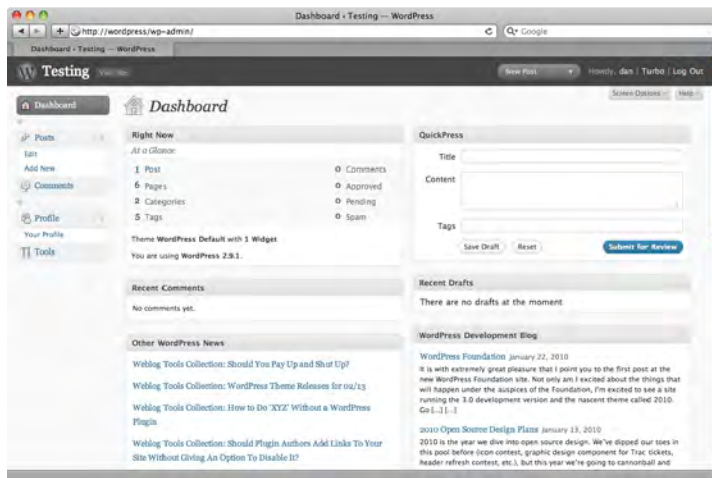 Dashboard ‹ Testing — WordPress
http://wordpress/wp-admin/
Google
Dashboard ‹ Testing — WordPress
Testing
New Post
Howdy, dan | Turbo | Log Out
Screen Options
Help
Dashboard
Posts
Edit
Add New
Comments
Profile
Your Profile
Tools
Dashboard
Right Now
At a Glance
1 Post
0 Comments
6 Pages
0 Approved
2 Categories
0 Pending
5 Tags
0 Spam
Theme WordPress Default with 1 Widget
You are using WordPress 2.9.1.
Recent Comments
No comments yet.
Other WordPress News
Weblog Tools Collection: Should You Pay Up and Shut Up?
Weblog Tools Collection: WordPress Theme Releases for 02/13
Weblog Tools Collection: How to Do 'XYZ' Without a WordPress
Plugin
Weblog Tools Collection: Should Plugin Authors Add Links To Your
Site Without Giving An Option To Disable It?
QuickPress
Title
Content
Tags
Save Draft
Reset
Submit for Review
Recent Drafts
There are no drafts at the moment
WordPress Development Blog
WordPress Foundation January 22, 2010
It is with extremely great pleasure that I point you to the first post at the
new WordPress Foundation site. Not only am I excited about the things that
will happen under the auspices of the Foundation, I'm excited to see a site
running the 3.0 development version and the nascent theme called 2010.
Go [...] [...]
2010 Open Source Design Plans January 13, 2010
2010 is the year we dive into open source design. We've dipped our toes in
this pool before (icon contest, graphic design component for Trac tickets,
header refresh contest, etc.), but this year we're going to cannonball and